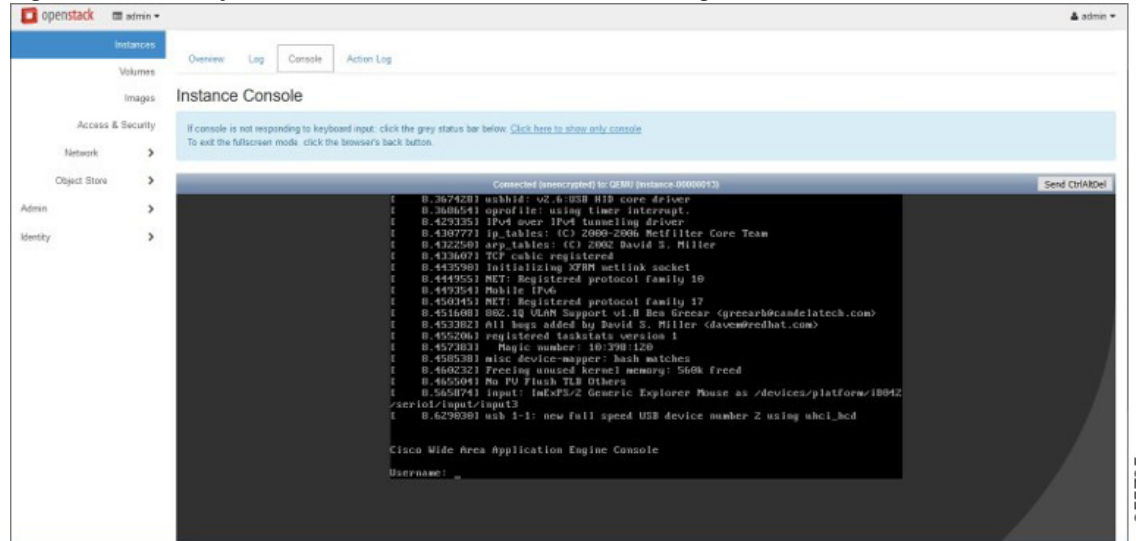 openstack admin
admin
Instances
Volumes
Images
Access & Security
Network
Object Store
Admin
Identity
Overview Log Console Action Log
Instance Console
If console is not responding to keyboard input: click the grey status bar below. Click here to show only console
To exit the fullscreen mode, click the browser's back button.
Connected (unencrypted) to: QEMU (instance-00000013)
Send CtrlAltDel
[ 8.367428] usbhid: v2.6:USB HID core driver
[ 8.368654] oprofile: using timer interrupt.
[ 8.429335] IPv4 over IPv4 tunneling driver
[ 8.430777] ip_tables: (C) 2000-2006 Netfilter Core Team
[ 8.432250] arp_tables: (C) 2002 David S. Miller
[ 8.433607] TCP cubic registered
[ 8.443590] Initializing XFRM netlink socket
[ 8.444955] NET: Registered protocol family 10
[ 8.449354] Mobile IPv6
[ 8.450345] NET: Registered protocol family 17
[ 8.451608] 802.1Q VLAN Support v1.8 Ben Greear <greearb@candelatech.com>
[ 8.453382] All bugs added by David S. Miller <davem@redhat.com>
[ 8.455206] registered taskstats version 1
[ 8.457383] Magic number: 10:398:120
[ 8.458538] misc device-mapper: hash matches
[ 8.460232] Freeing unused kernel memory: 560k freed
[ 8.465504] No PV Flush TLB Others
[ 8.565874] input: ImExPS/2 Generic Explorer Mouse as /devices/platform/i8042
/serio1/input/input3
[ 8.629030] usb 1-1: new full speed USB device number 2 using uhci_hcd
Cisco Wide Area Application Engine Console
Username: _